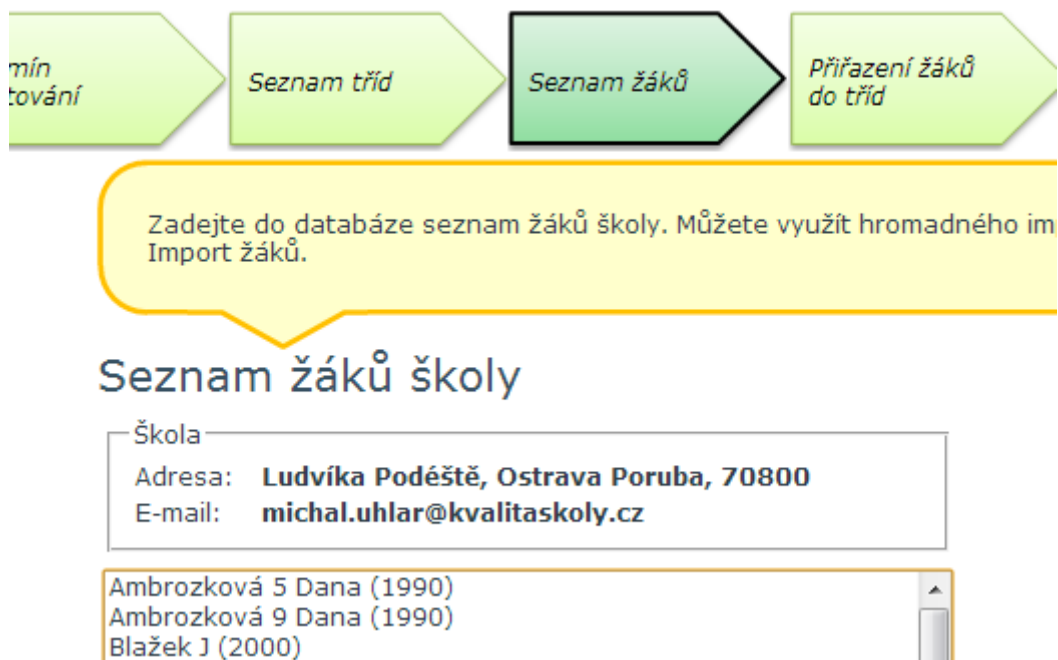 mín
tování
Seznam tříd
Seznam žáků
Přiřazení žáků
do tříd
Zadejte do databáze seznam žáků školy. Můžete využít hromadného im
Import žáků.
Seznam žáků školy
Škola
Adresa: Ludvíka Podéště, Ostrava Poruba, 70800
E-mail: michal.uhlar@kvalitaskoly.cz
Ambrozková 5 Dana (1990)
Ambrozková 9 Dana (1990)
Blažek J (2000)